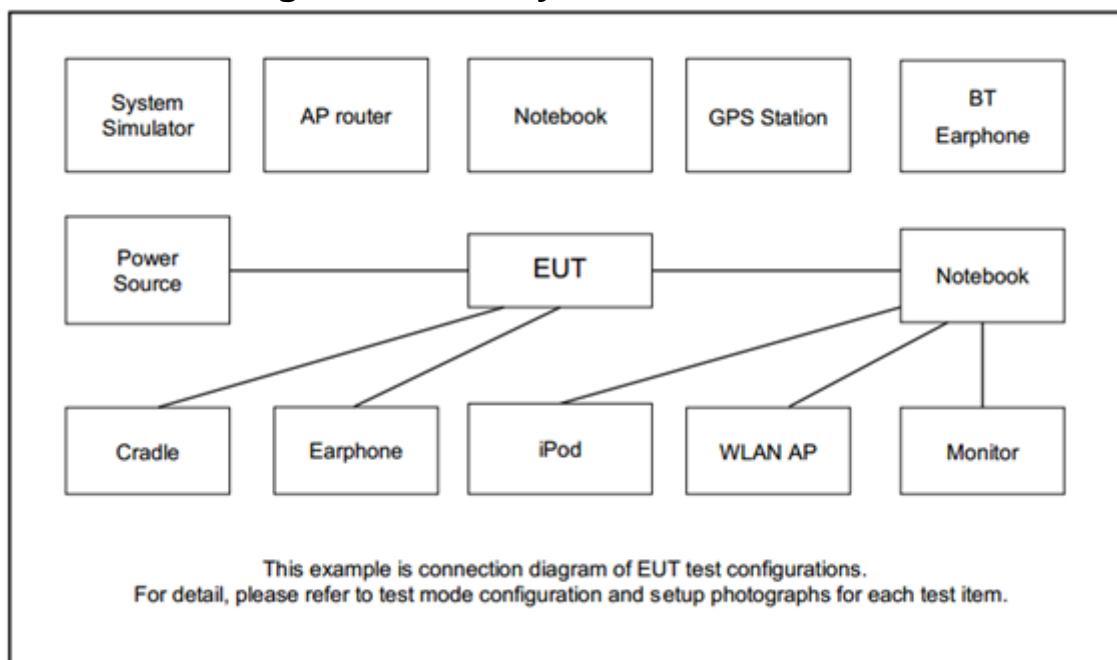 System
Simulator
AP router
Notebook
GPS Station
BT
Earphone
Power
Source
EUT
Notebook
Cradle
Earphone
iPod
WLAN AP
Monitor
This example is connection diagram of EUT test configurations.
For detail, please refer to test mode configuration and setup photographs for each test item.